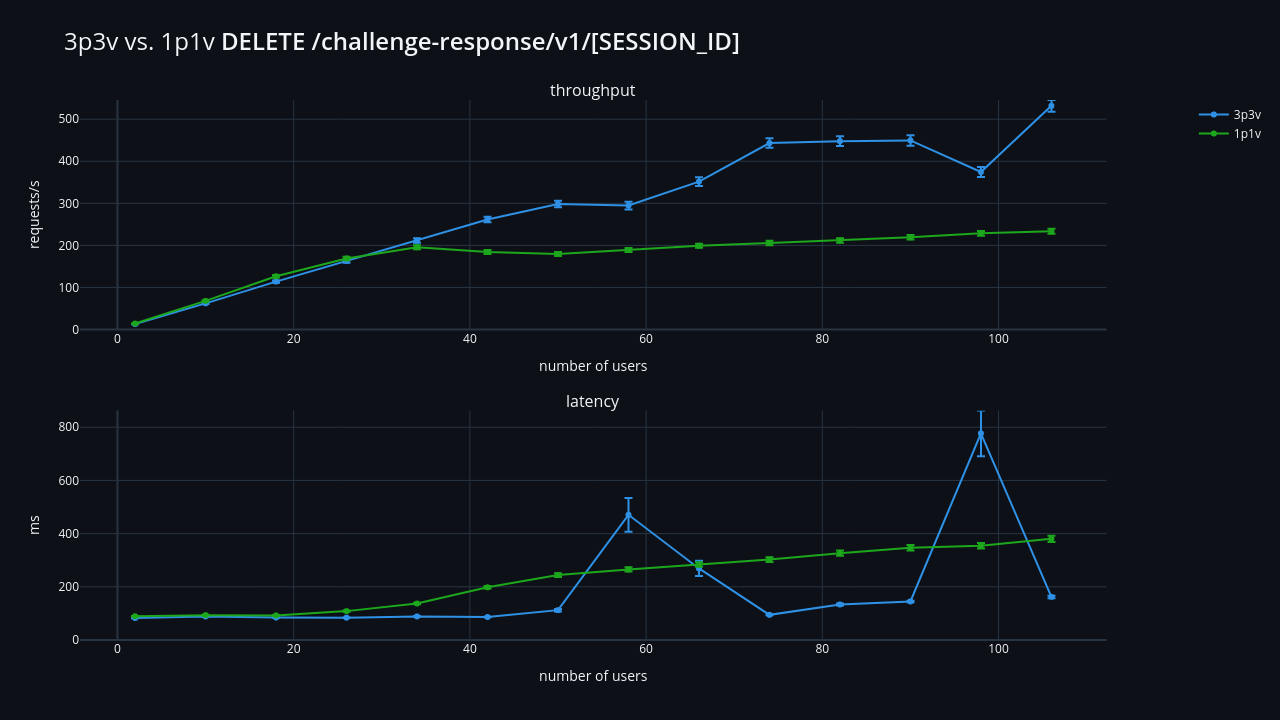 3p3v vs. 1p1v DELETE /challenge-response/v1/[SESSION_ID]
throughput
3p3v
1p1v
requests/s
500
400
300
200
100
0
0 20 40 60 80 100
number of users
latency
ms
800
600
400
200
0
0 20 40 60 80 100
number of users